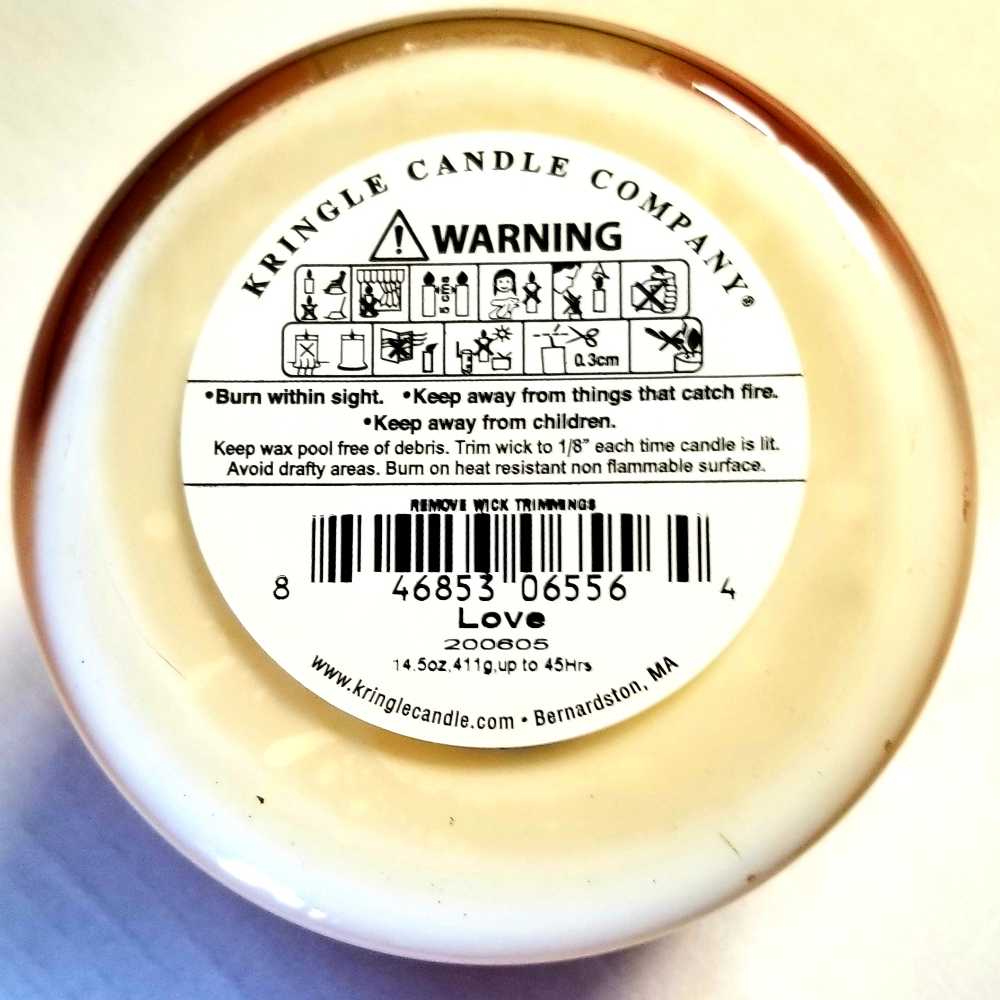 KRINGLE CANDLE COMPANY®
WARNING
5 cms
0.3cm
•Burn within sight. •Keep away from things that catch fire.
•Keep away from children.
Keep wax pool free of debris. Trim wick to 1/8" each time candle is lit.
Avoid drafty areas. Burn on heat resistant non flammable surface.
REMOVE WICK TRIMMINGS
8 46853 06556 4
Love
200605
14.5oz,411g,up to 45Hrs
www.kringlecandle.com • Bernardston, MA